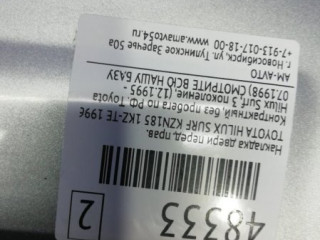 48333
2
Накладка двери перед. прав.
TOYOTA HILUX SURF KZN185 1KZ-TE 1996
Контрактный, без пробега по РФ. Toyota
Hilux Surf 3 поколение, (12.1995 -
07.1998) (СМОТРИТЕ ВСЮ НАШУ БАЗУ
АМ-АVТО
г. Новосибирск, ул. Тулинское Заречье 50а
+7-913-017-18-00 www.amavto54.ru